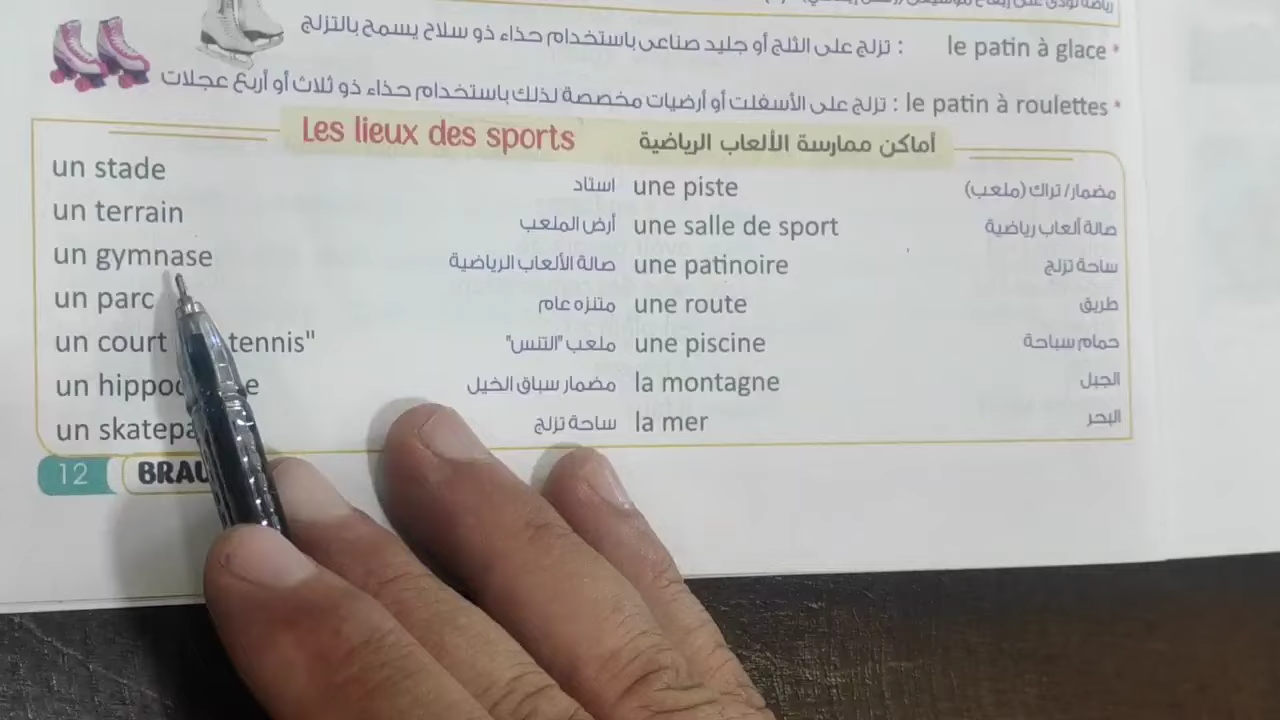 * le patin à glace : تزلج على الثلج أو جليد صناعى باستخدام حذاء ذو سلاح يسمح بالتزلج
* le patin à roulettes : تزلج على الأسفلت أو أرضيات مخصصة لذلك باستخدام حذاء ذو ثلاث أو أربع عجلات
Les lieux des sports أماكن ممارسة الألعاب الرياضية
un stade استاد une piste مضمار/ تراك (ملعب)
un terrain أرض الملعب une salle de sport صالة ألعاب رياضية
un gymnase صالة الألعاب الرياضية une patinoire ساحة تزلج
un parc متنزه عام une route طريق
un court tennis" ملعب "التنس" une piscine حمام سباحة
un مضمار سباق الخيل la montagne الجبل
un ساحة تزلج la mer البحر
12